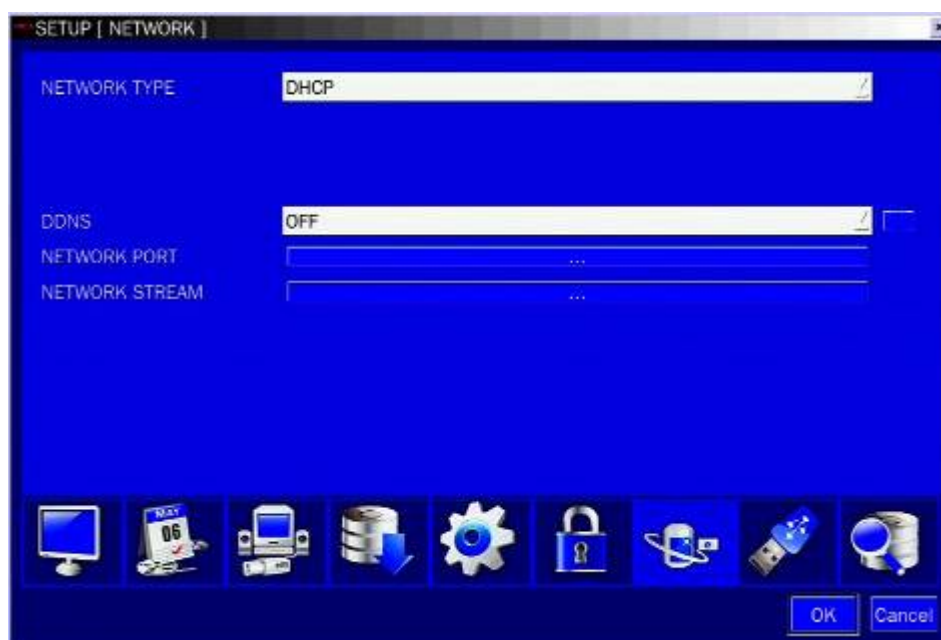 SETUP [ NETWORK ]
NETWORK TYPE DHCP
DDNS OFF
NETWORK PORT ...
NETWORK STREAM ...
MAY
06
OK Cancel